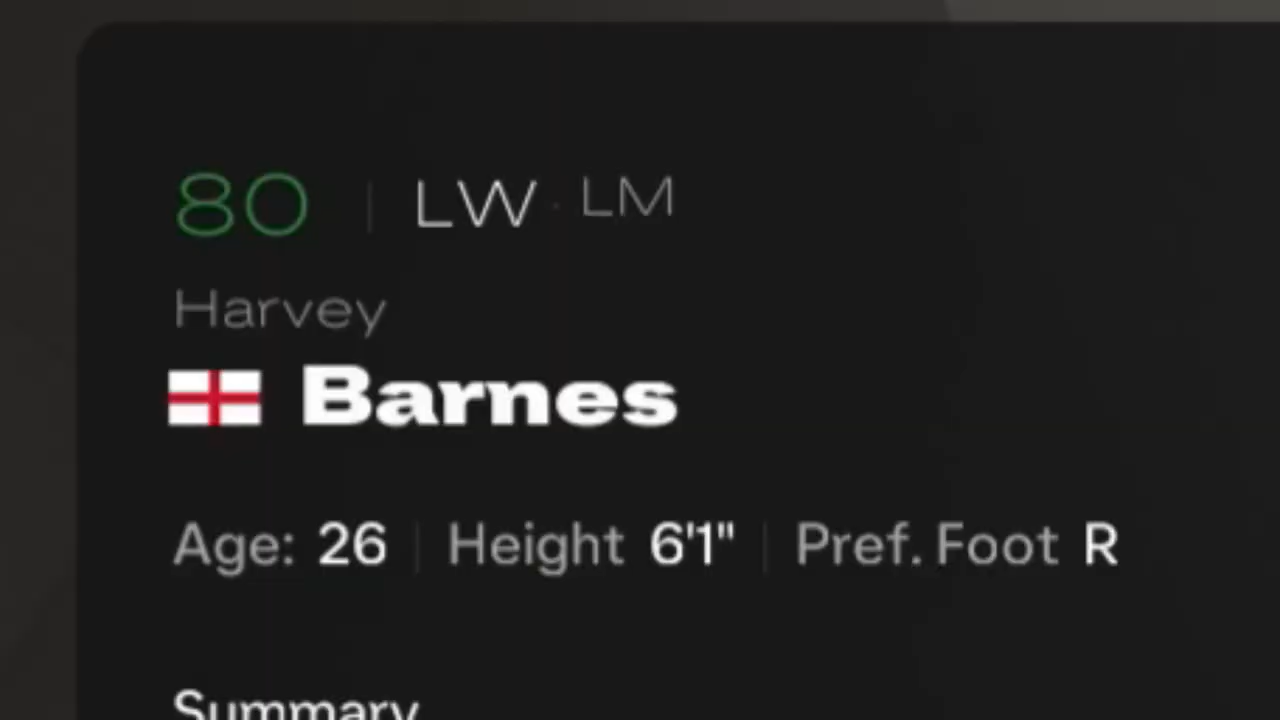 80 | LW · LM
Harvey
Barnes
Age: 26 | Height 6'1" | Pref. Foot R
Summary